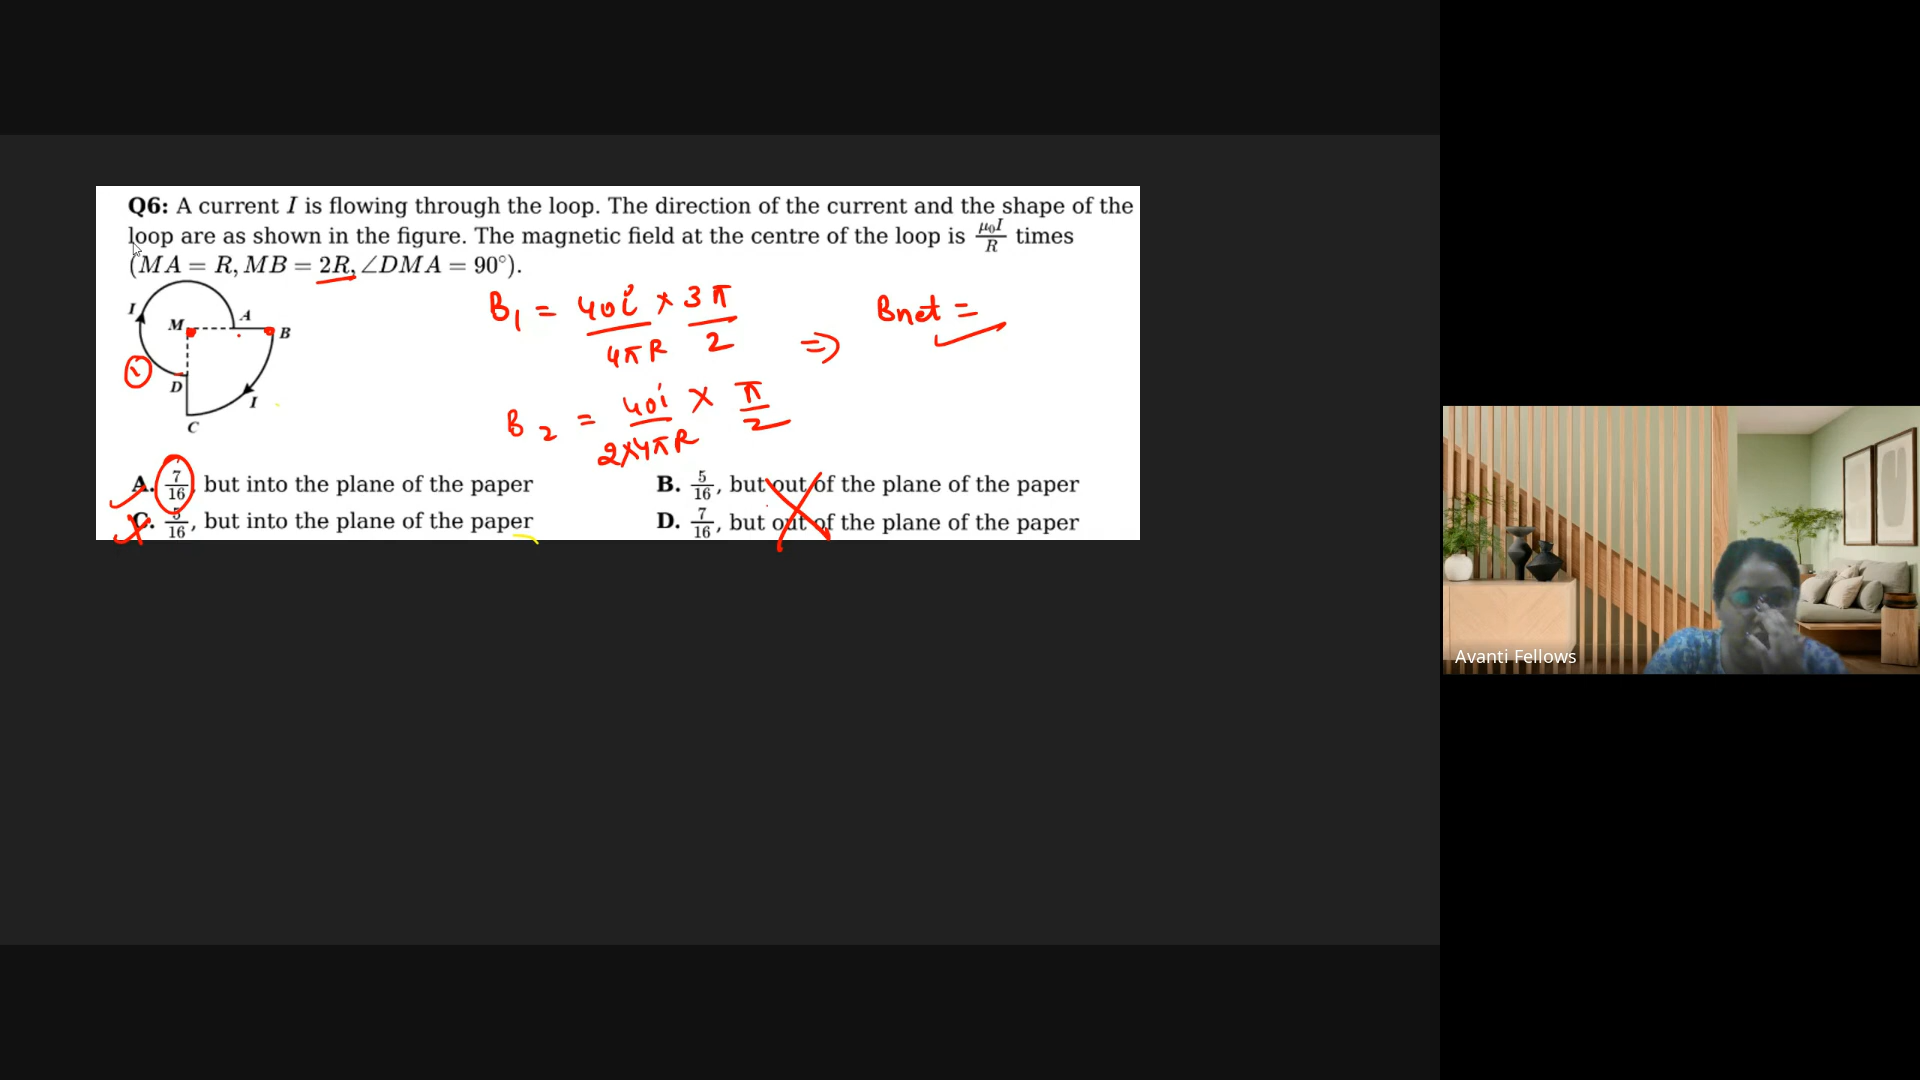 Q6: A current I is flowing through the loop. The direction of the current and the shape of the
loop are as shown in the figure. The magnetic field at the centre of the loop is μ₀I/R times
(MA = R, MB = 2R, ∠DMA = 90°).
I
M
A
B
D
I
C
B₁ = μ₀i/4πR × 3π/2
⇒ Bnet =
B₂ = μ₀i/2×4πR × π/2
A. 7/16, but into the plane of the paper
B. 5/16, but out of the plane of the paper
C. 5/16, but into the plane of the paper
D. 7/16, but out of the plane of the paper
Avanti Fellows